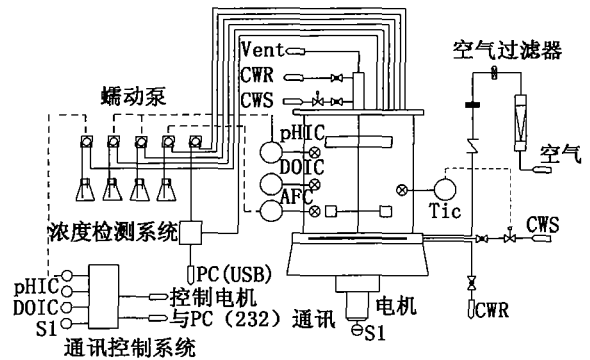 Vent
CWR
CWS
空气过滤器
蠕动泵
pHIC
DOIC
AFC
空气
Tic
浓度检测系统
CWS
PC(USB)
pHIC
DOIC
S1
控制电机
与PC（232）通讯
电机
S1
CWR
通讯控制系统